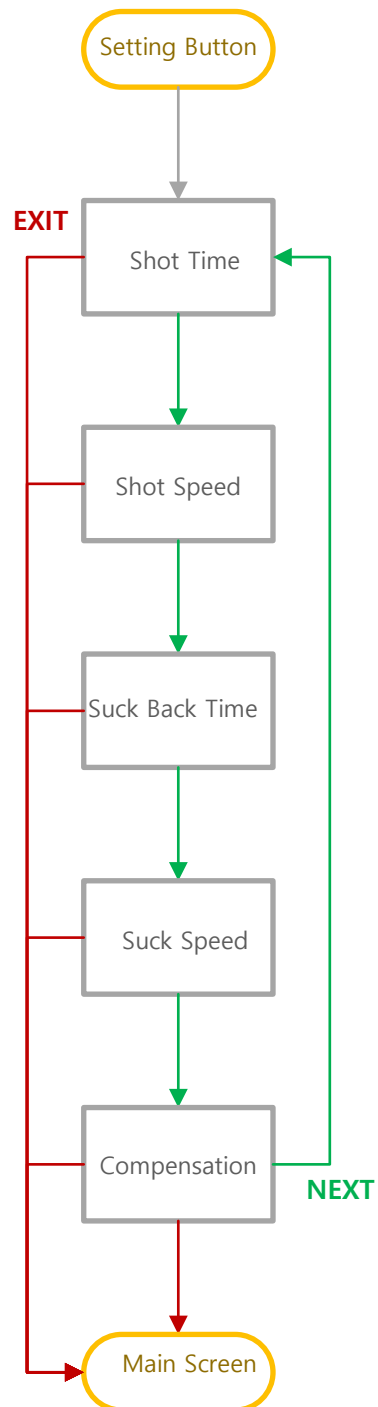 Setting Button
EXIT
Shot Time
Shot Speed
Suck Back Time
Suck Speed
Compensation
NEXT
Main Screen